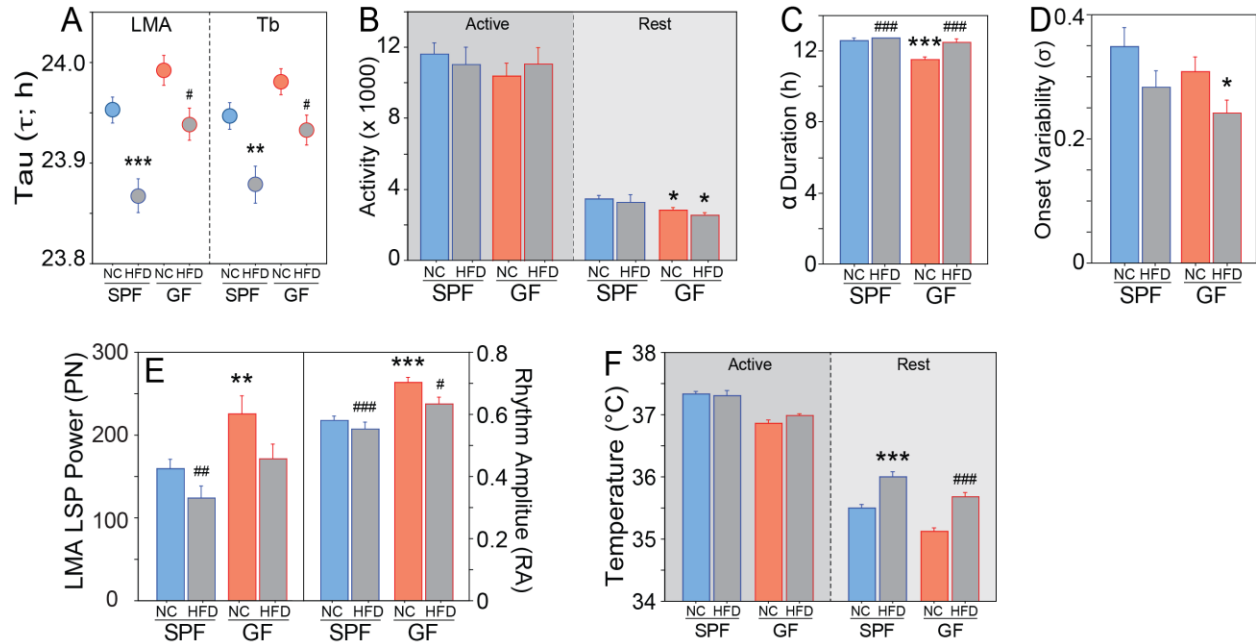 A
LMA
Tb
Tau (τ; h)
24.0
23.9
23.8
#
***
#
**
NC HFD NC HFD NC HFD NC HFD
SPF GF SPF GF
B
Active
Rest
Activity (x 1000)
12
8
4
0
* *
NC HFD NC HFD NC HFD NC HFD
SPF GF SPF GF
C
α Duration (h)
12
8
4
0
### *** ###
NC HFD NC HFD
SPF GF
D
Onset Variability (σ)
0.4
0.2
0
*
NC HFD NC HFD
SPF GF
E
LMA LSP Power (PN)
300
200
100
0
## ** ### *** #
0.8
0.6
0.4
0.2
0
Rhythm Amplitue (RA)
NC HFD NC HFD NC HFD NC HFD
SPF GF SPF GF
F
Active
Rest
Temperature (°C)
38
37
36
35
34
*** ###
NC HFD NC HFD NC HFD NC HFD
SPF GF SPF GF